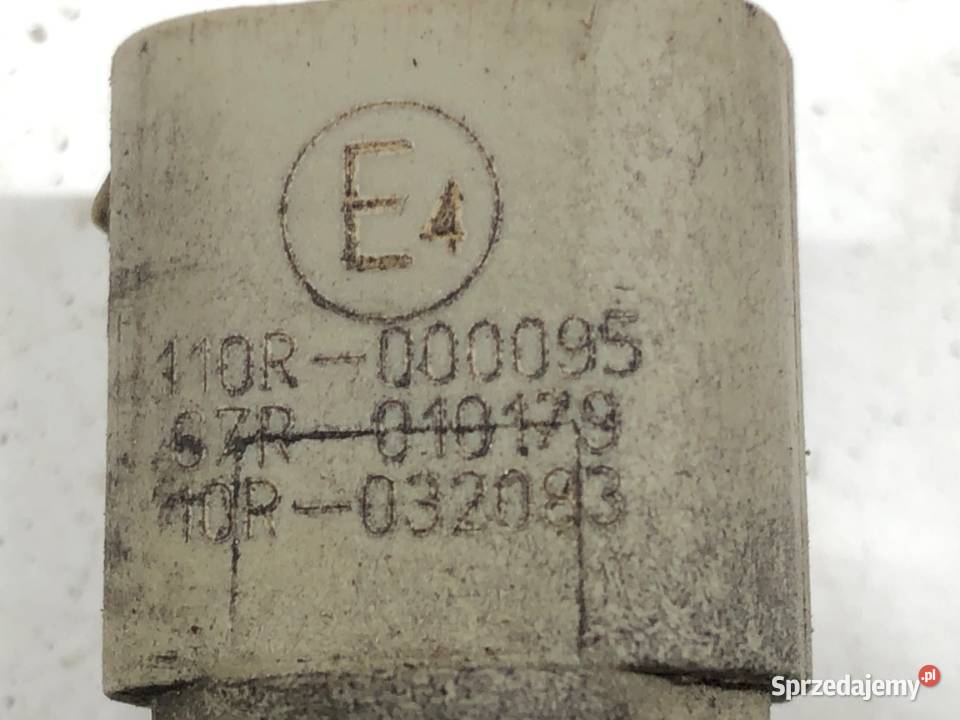 E4
110R-000095
67R-010179
10R-032083
Sprzedajemy.pl